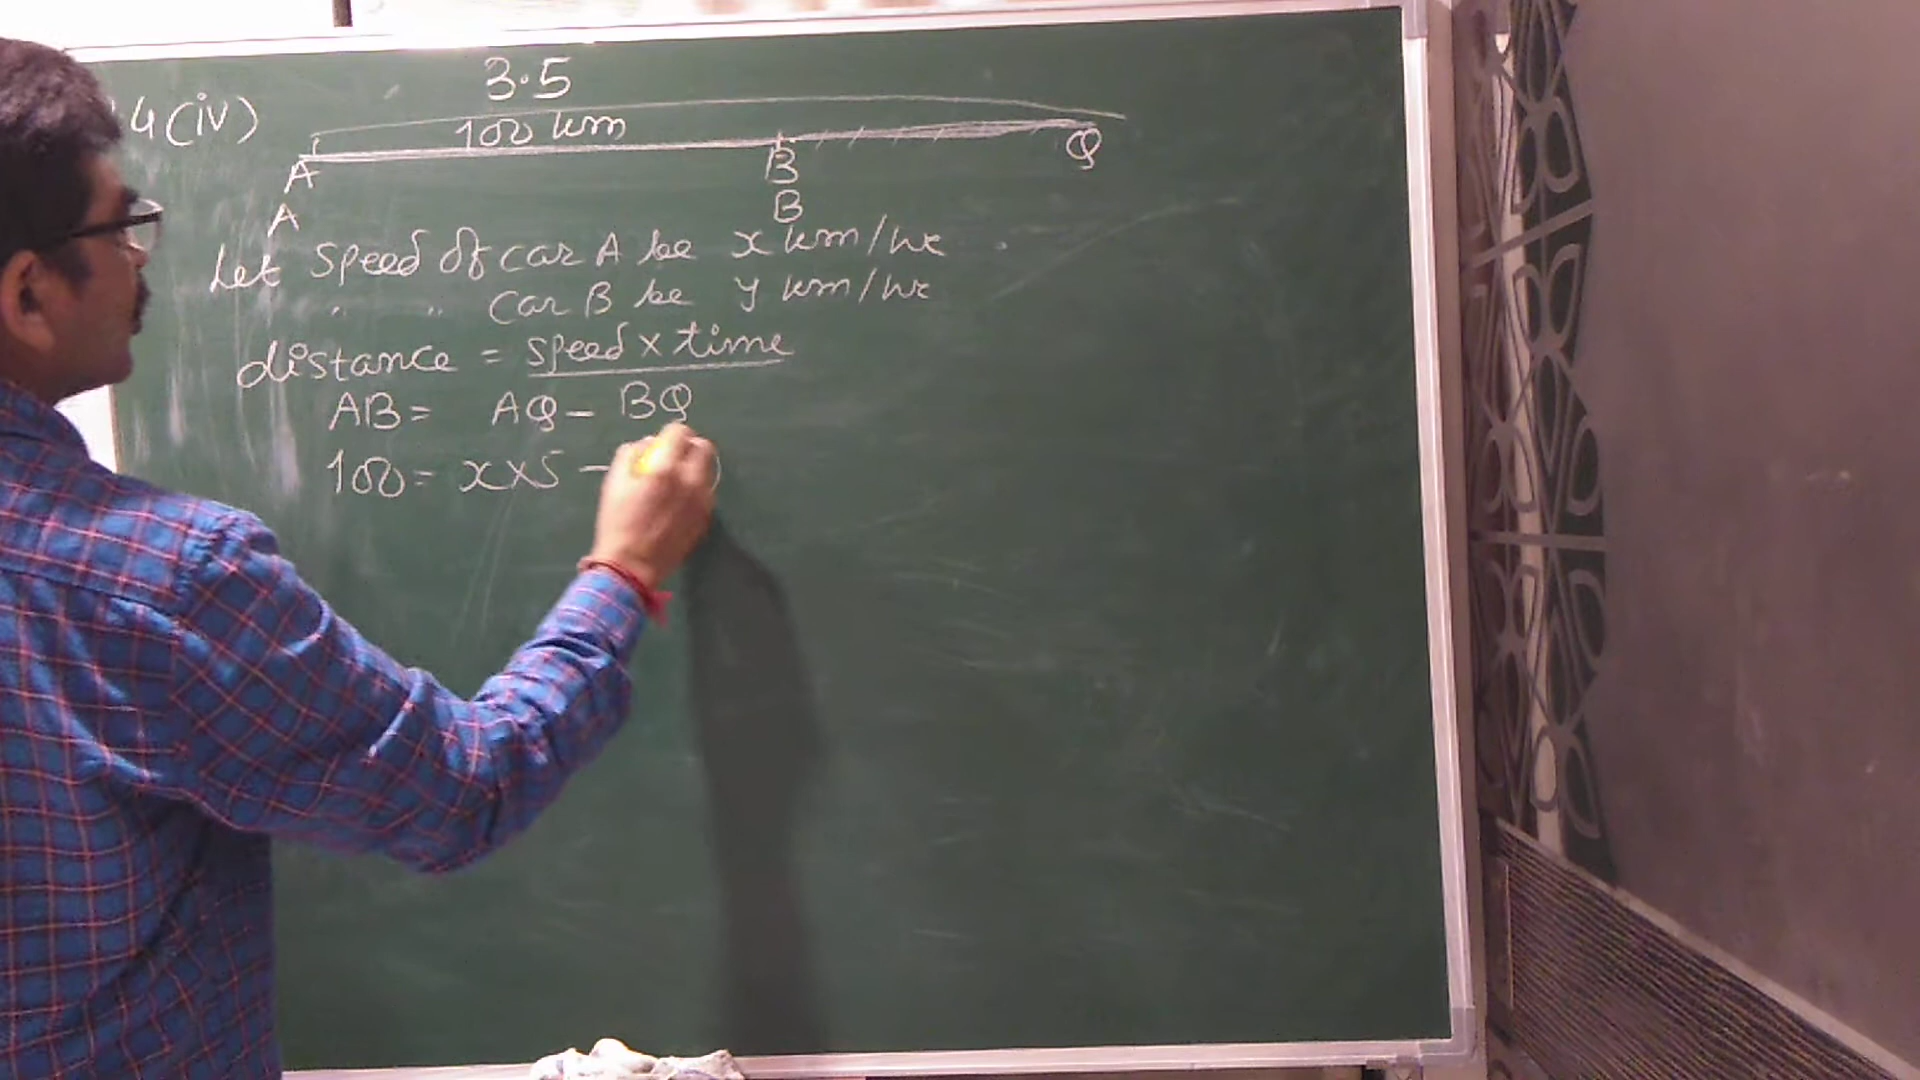 3.5
4(iv)
100 km
A B Q
A B
Let speed of car A be x km/hr
" " car B be y km/hr
distance = speed × time
AB = AQ - BQ
100 = x×5 -